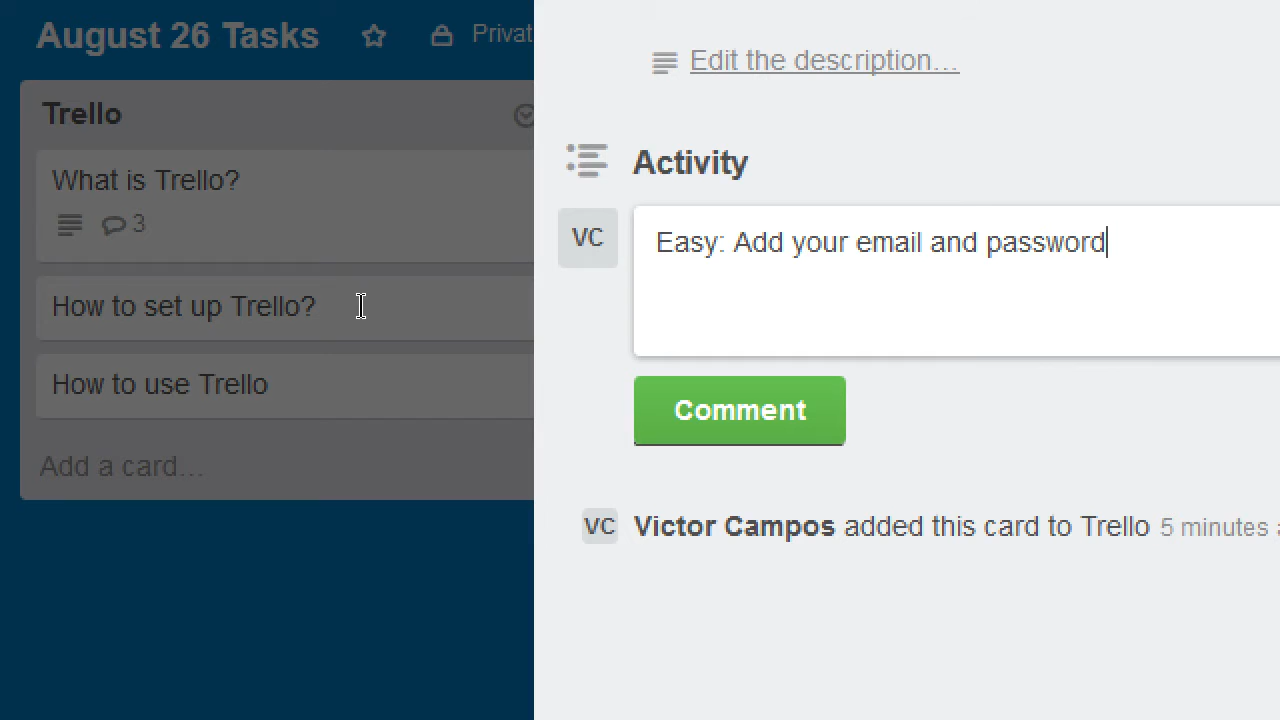 August 26 Tasks
Privat
Trello
What is Trello?
3
How to set up Trello?
How to use Trello
Add a card...
Edit the description...
Activity
VC
Easy: Add your email and password
Comment
VC Victor Campos added this card to Trello 5 minutes a